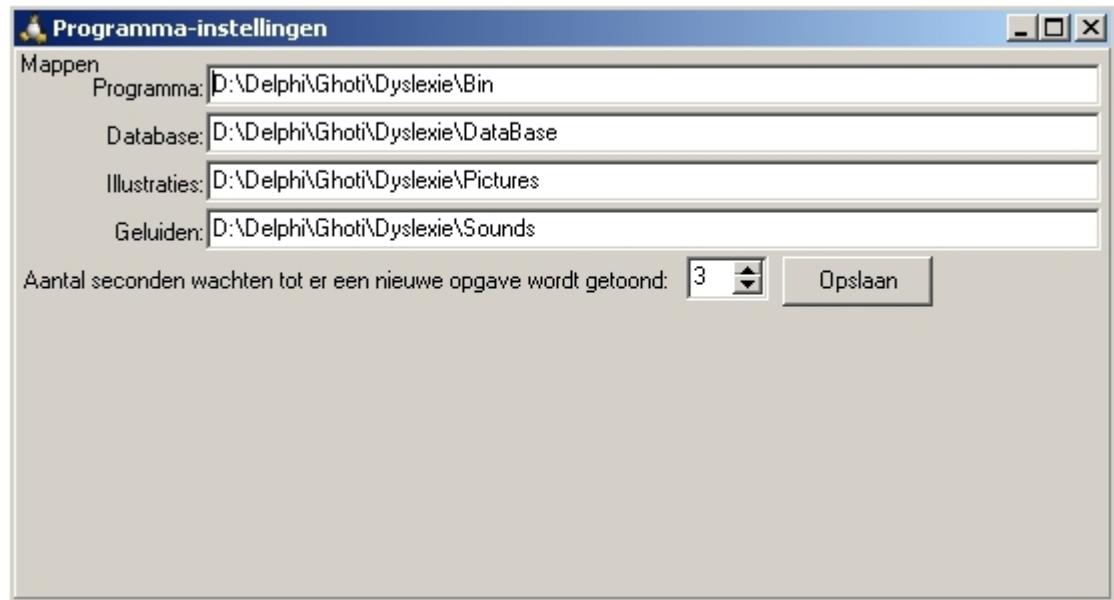 Programma-instellingen
Mappen
Programma: D:\Delphi\Ghoti\Dyslexie\Bin
Database: D:\Delphi\Ghoti\Dyslexie\DataBase
Illustraties: D:\Delphi\Ghoti\Dyslexie\Pictures
Geluiden: D:\Delphi\Ghoti\Dyslexie\Sounds
Aantal seconden wachten tot er een nieuwe opgave wordt getoond: 3 Opslaan